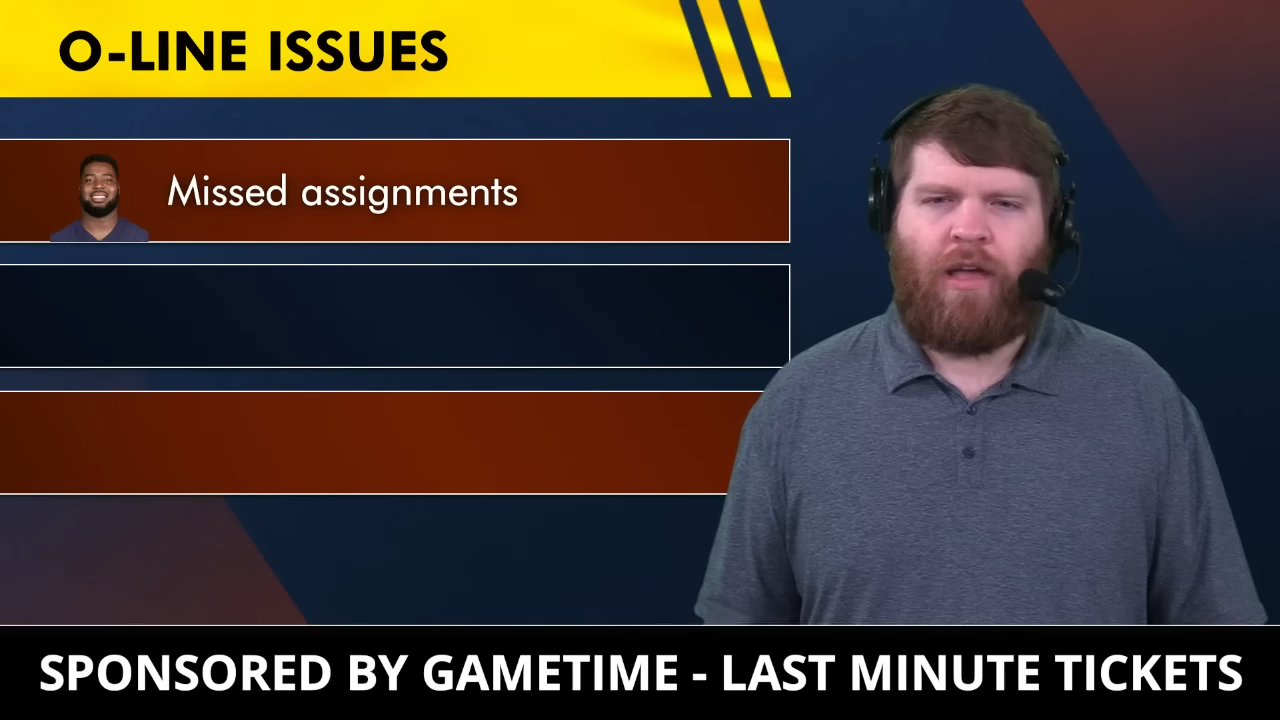 O-LINE ISSUES
Missed assignments
SPONSORED BY GAMETIME - LAST MINUTE TICKETS